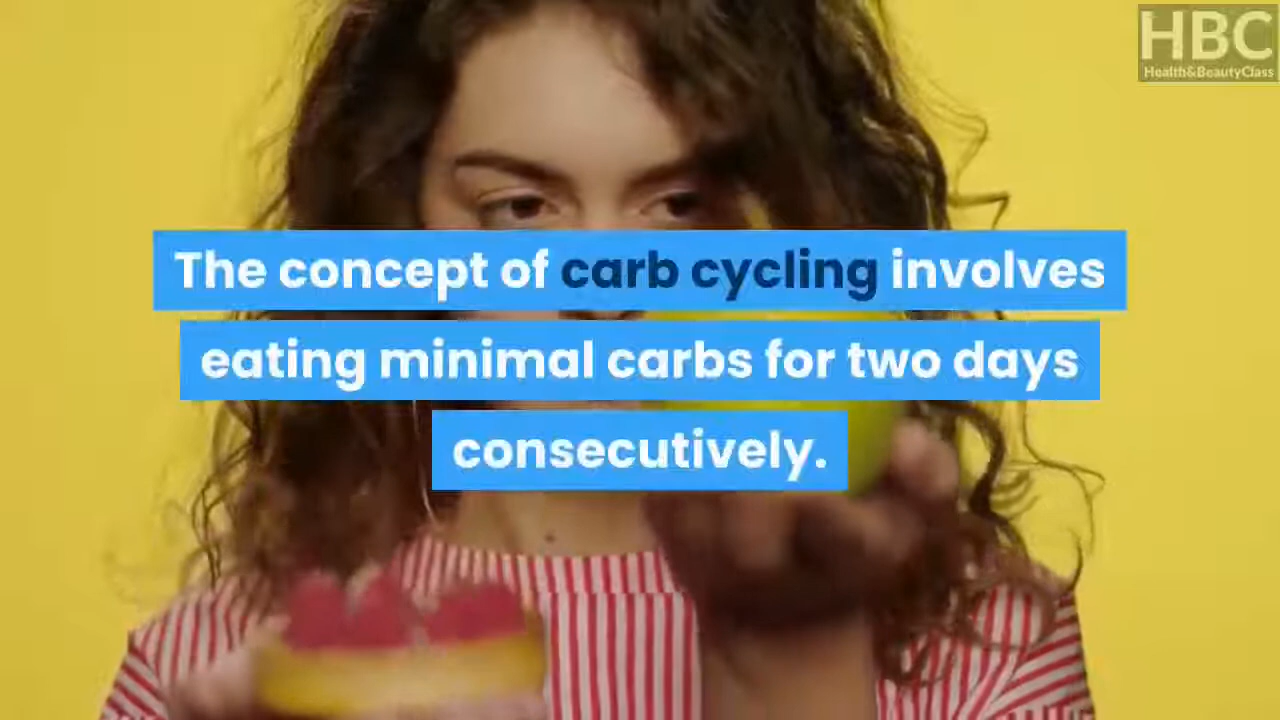 HBC
Health&BeautyClass
The concept of carb cycling involves
eating minimal carbs for two days
consecutively.